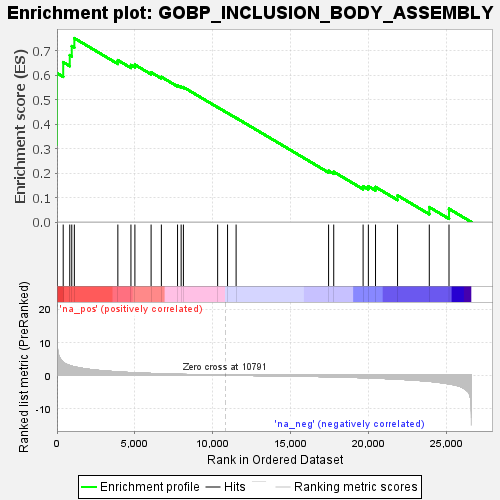 Enrichment plot: GOBP_INCLUSION_BODY_ASSEMBLY
Enrichment score (ES)
0.7
0.6
0.5
0.4
0.3
0.2
0.1
0.0
'na_pos' (positively correlated)
Ranked list metric (PreRanked)
20
10
0
-10
Zero cross at 10791
'na_neg' (negatively correlated)
0 5,000 10,000 15,000 20,000 25,000
Rank in Ordered Dataset
Enrichment profile Hits Ranking metric scores